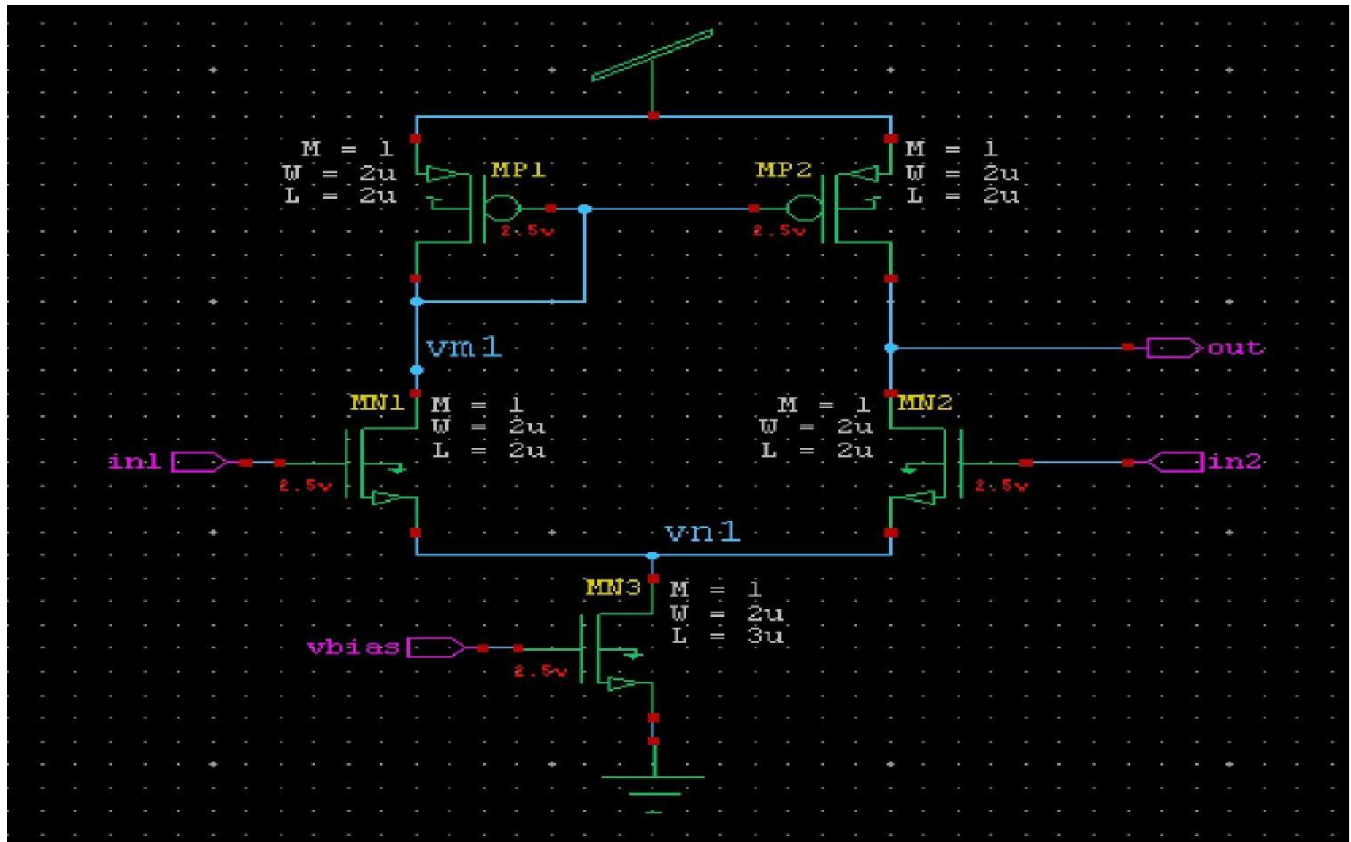 M = 1
W = 2u
L = 2u
MP1
2.5v
MP2
2.5v
M = 1
W = 2u
L = 2u
vm1
out
MN1
M = 1
W = 2u
L = 2u
in1
2.5v
M = 1
W = 2u
L = 2u
MN2
in2
2.5v
vn1
MN3
M = 1
W = 2u
L = 3u
vbias
2.5v